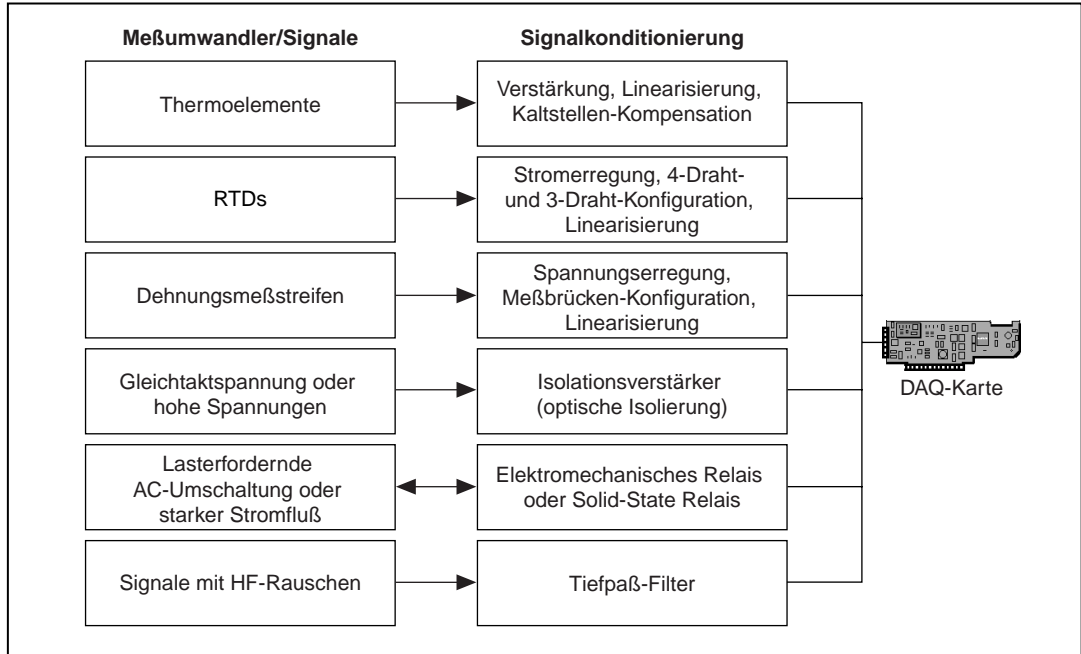 Meßumwandler/Signale
Signalkonditionierung
Thermoelemente
Verstärkung, Linearisierung,
Kaltstellen-Kompensation
RTDs
Stromerregung, 4-Draht-
und 3-Draht-Konfiguration,
Linearisierung
Dehnungsmeßstreifen
Spannungserregung,
Meßbrücken-Konfiguration,
Linearisierung
Gleichtaktspannung oder
hohe Spannungen
Isolationsverstärker
(optische Isolierung)
Lasterfordernde
AC-Umschaltung oder
starker Stromfluß
Elektromechanisches Relais
oder Solid-State Relais
Signale mit HF-Rauschen
Tiefpaß-Filter
DAQ-Karte